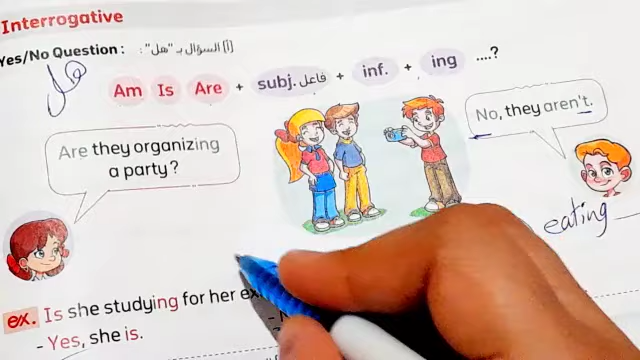 Interrogative
Yes/No Question : [أ] السؤال بـ "هل":
هل
Am Is Are + subj. فاعل + inf. + ing ....?
No, they aren't.
Are they organizing
a party?
eating
ex. Is she studying for her
- Yes, she is.